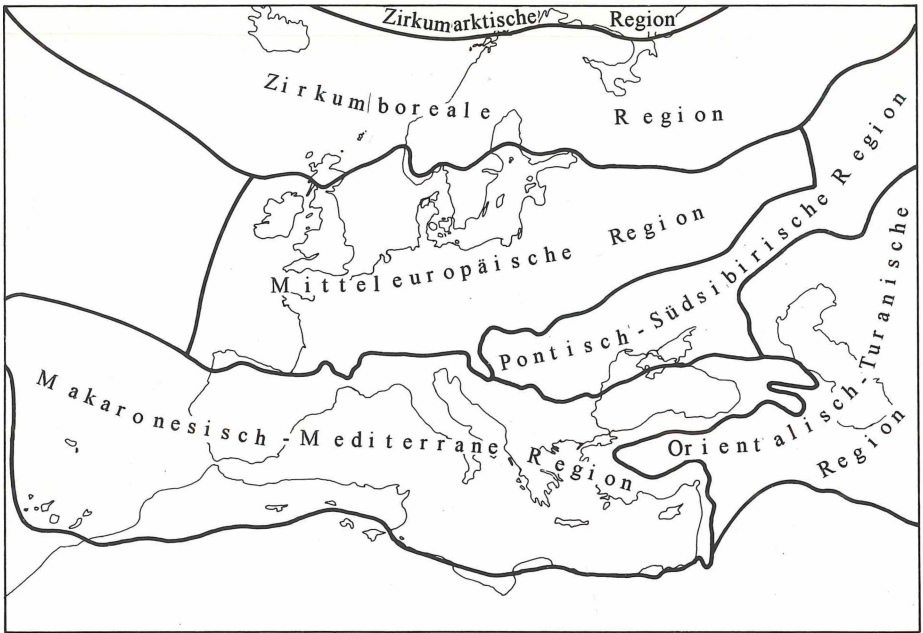 Zirkumarktische Region
Zirkumboreale Region
Mitteleuropäische Region
Pontisch-Südsibirische Region
Orientalisch-Turanische
Region
Makaronesisch-Mediterrane Region